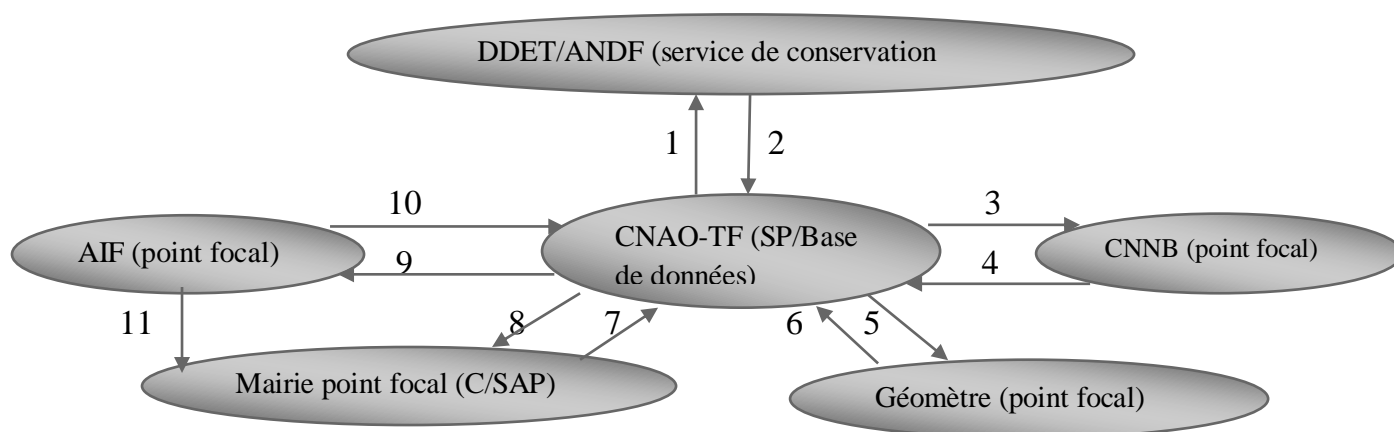 DDET/ANDF (service de conservation
1
2
10
3
AIF (point focal)
CNAO-TF (SP/Base
de données)
CNNB (point focal)
9
4
11
8
7
6
5
Mairie point focal (C/SAP)
Géomètre (point focal)